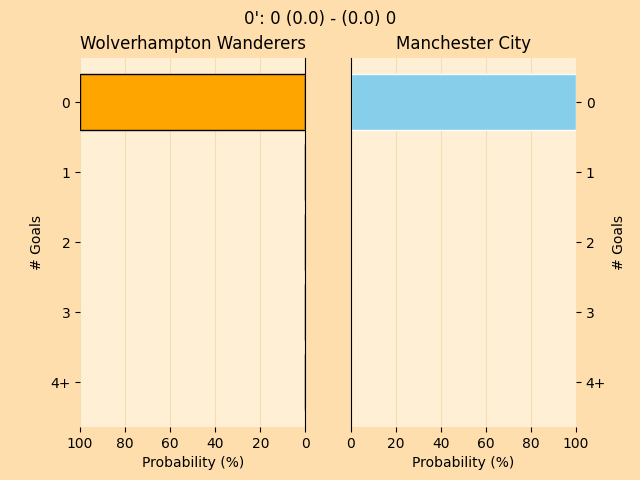 0': 0 (0.0) - (0.0) 0
Wolverhampton Wanderers
Manchester City
0
1
2
3
4+
# Goals
100 80 60 40 20 0
Probability (%)
0
1
2
3
4+
# Goals
0 20 40 60 80 100
Probability (%)